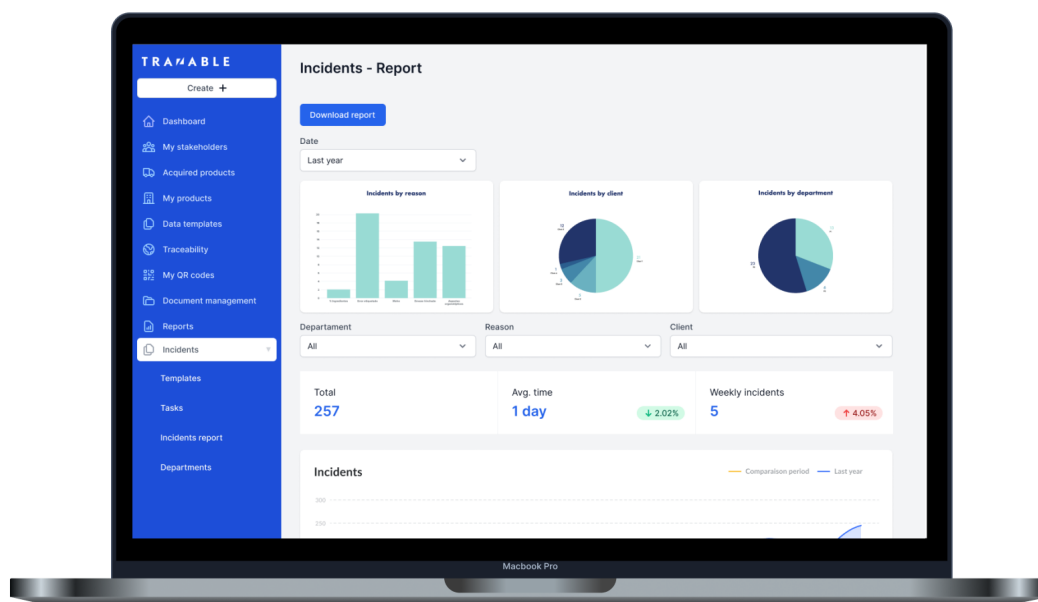 TRANABLE
Create +
Dashboard
My stakeholders
Acquired products
My products
Data templates
Traceability
My QR codes
Document management
Reports
Incidents
Templates
Tasks
Incidents report
Departments
Incidents - Report
Download report
Date
Last year
Incidents by reason
Incidents by client
Incidents by department
Departament
Reason
Client
All
All
All
Total
257
Avg. time
1 day
↓ 2.02%
Weekly incidents
5
↑ 4.05%
Incidents
Comparaison period
Last year
300
250
Macbook Pro